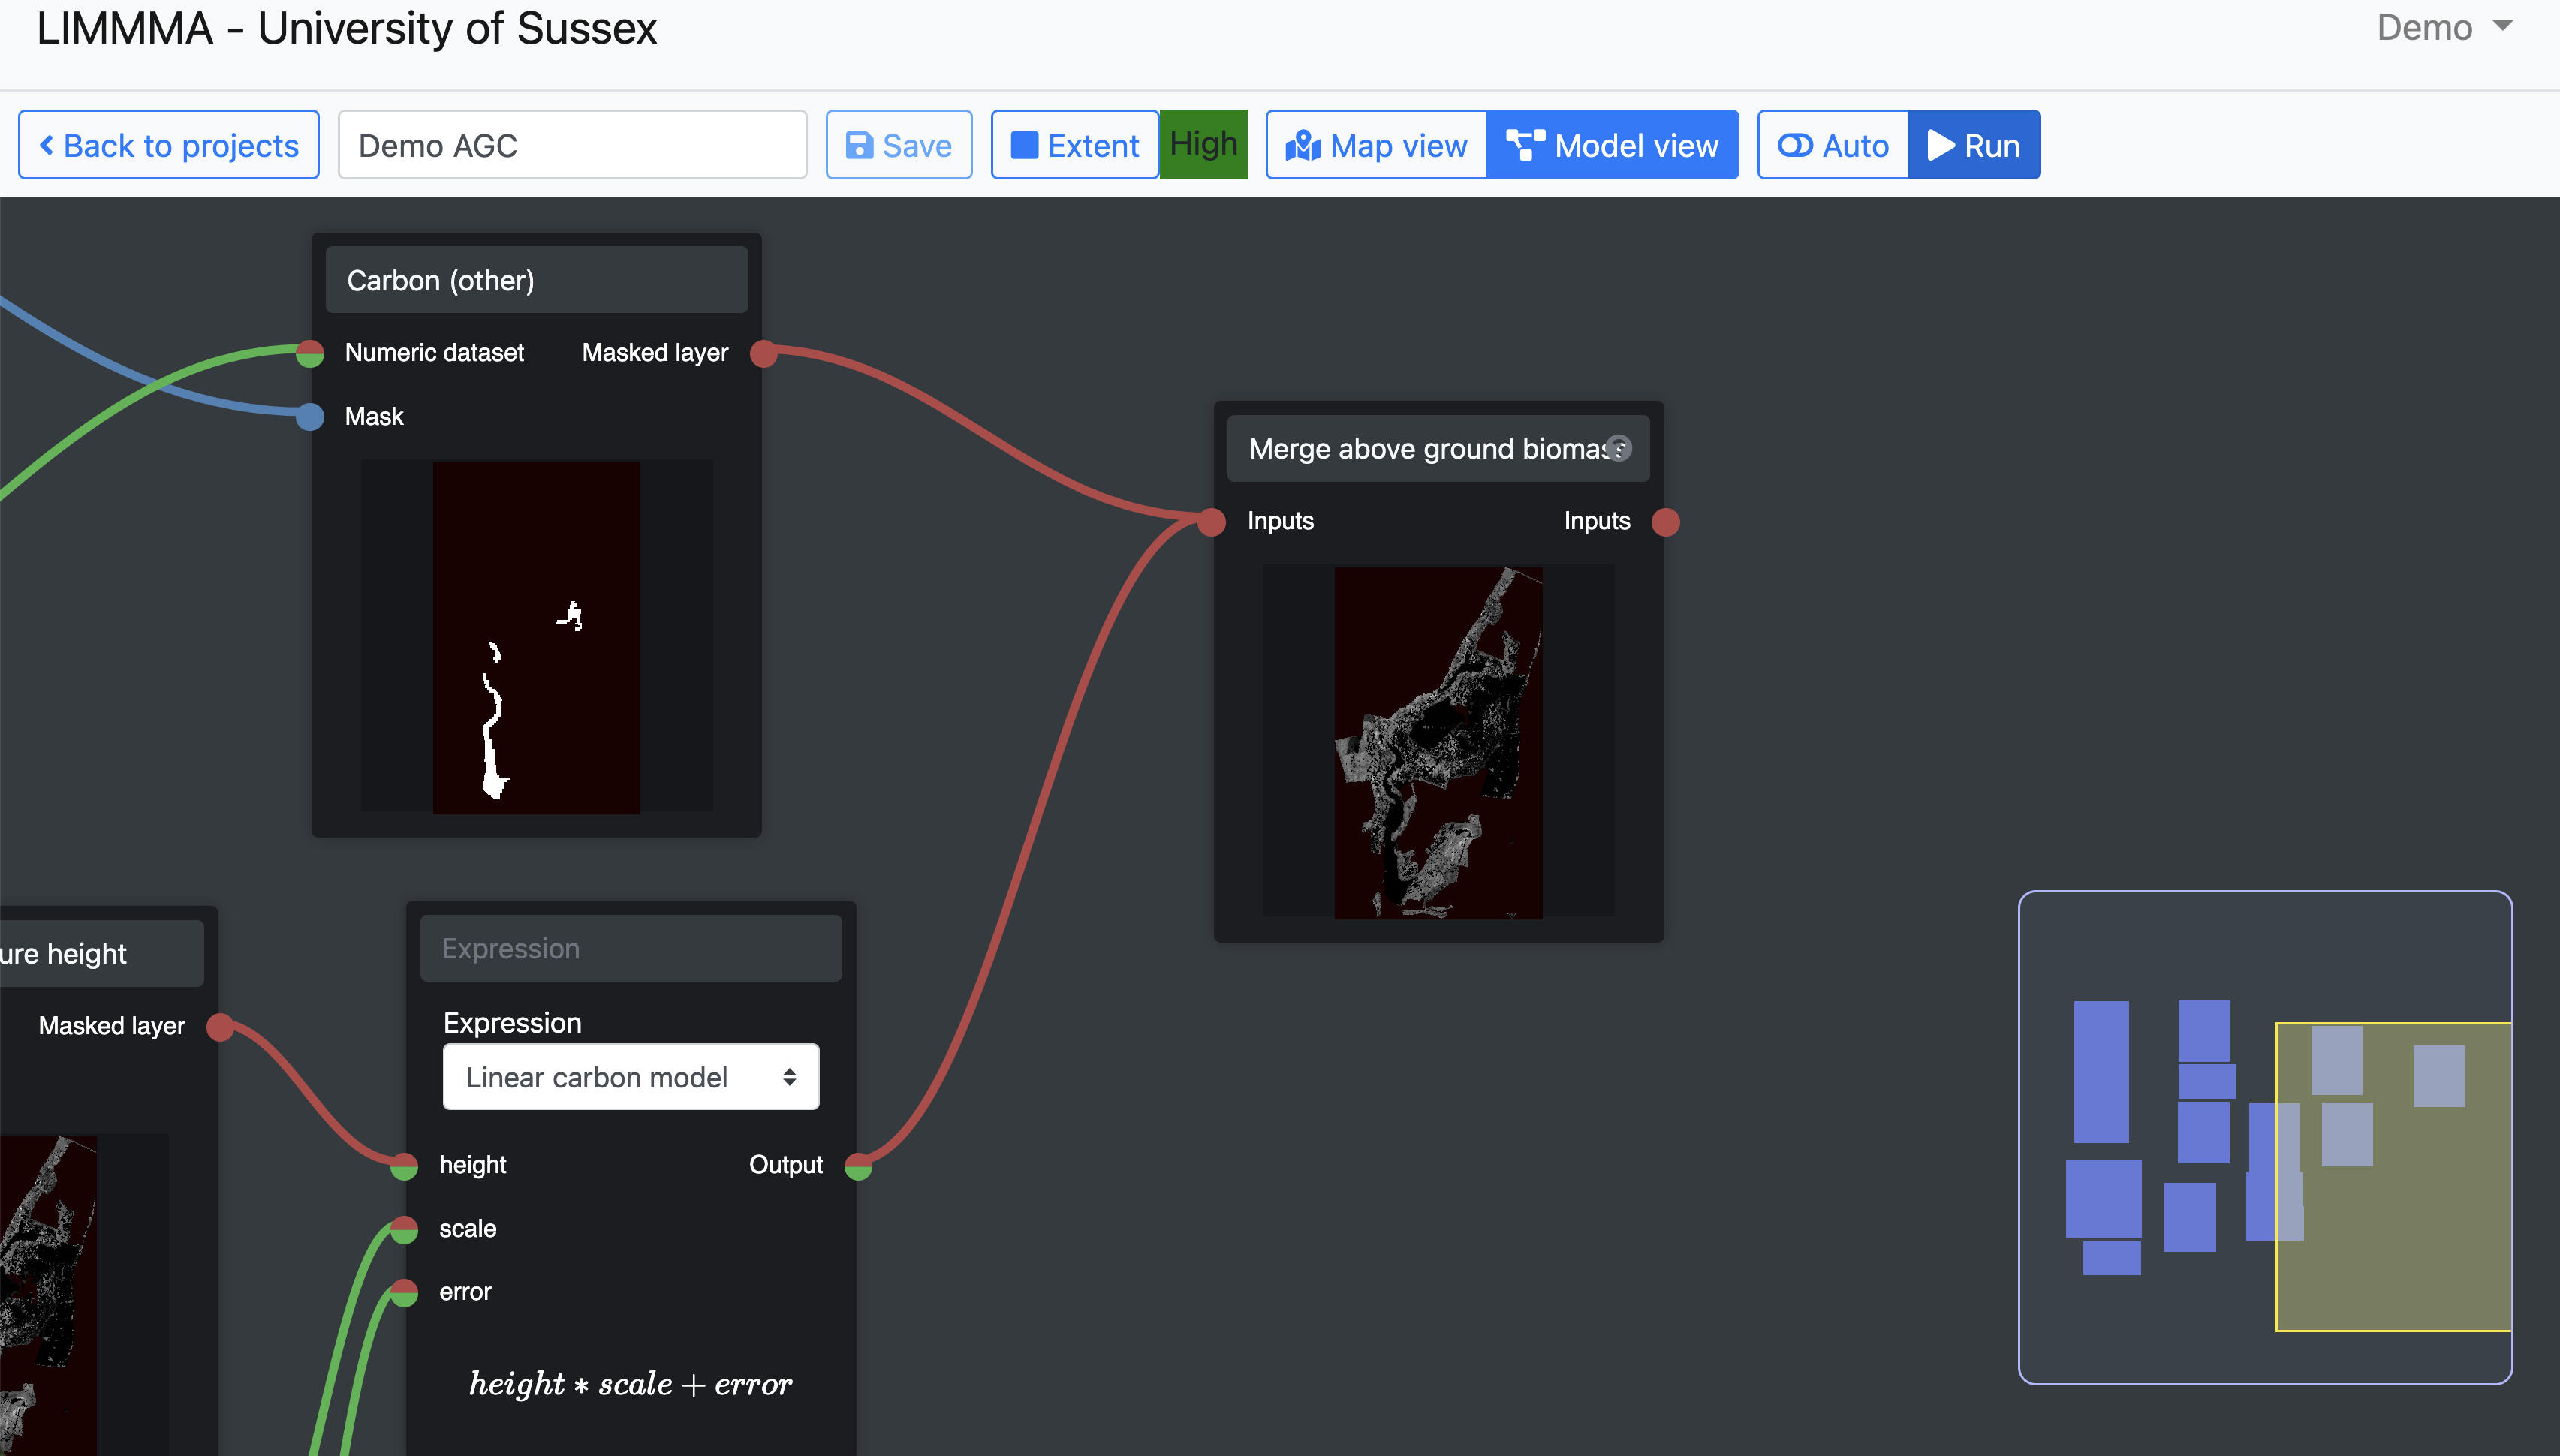 LIMMMA - University of Sussex
Demo
Back to projects
Demo AGC
Save
Extent
High
Map view
Model view
Auto
Run
Carbon (other)
Numeric dataset
Masked layer
Mask
Merge above ground biomass
Inputs
Inputs
ure height
Masked layer
Expression
Expression
Linear carbon model
height
Output
scale
error
height * scale + error